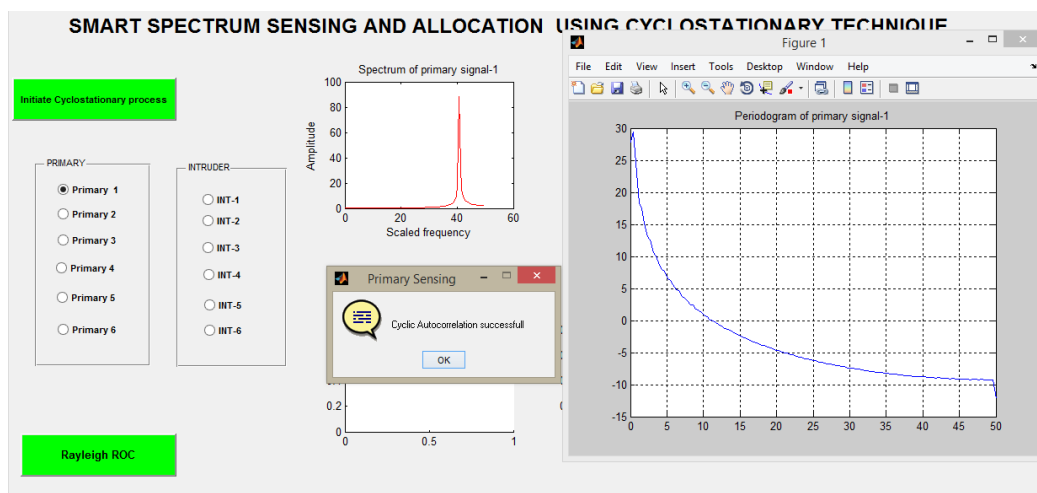 SMART SPECTRUM SENSING AND ALLOCATION USING CYCLOSTATIONARY TECHNIQUE
Initiate Cyclostationary process
PRIMARY
Primary 1
Primary 2
Primary 3
Primary 4
Primary 5
Primary 6
INTRUDER
INT-1
INT-2
INT-3
INT-4
INT-5
INT-6
Rayleigh ROC
Spectrum of primary signal-1
Amplitude
100
80
60
40
20
0
0 20 40 60
Scaled frequency
Primary Sensing
Cyclic Autocorrelation successfull
OK
0.2
0
0 0.5 1
Figure 1
File Edit View Insert Tools Desktop Window Help
Periodogram of primary signal-1
30
25
20
15
10
5
0
-5
-10
-15
0 5 10 15 20 25 30 35 40 45 50